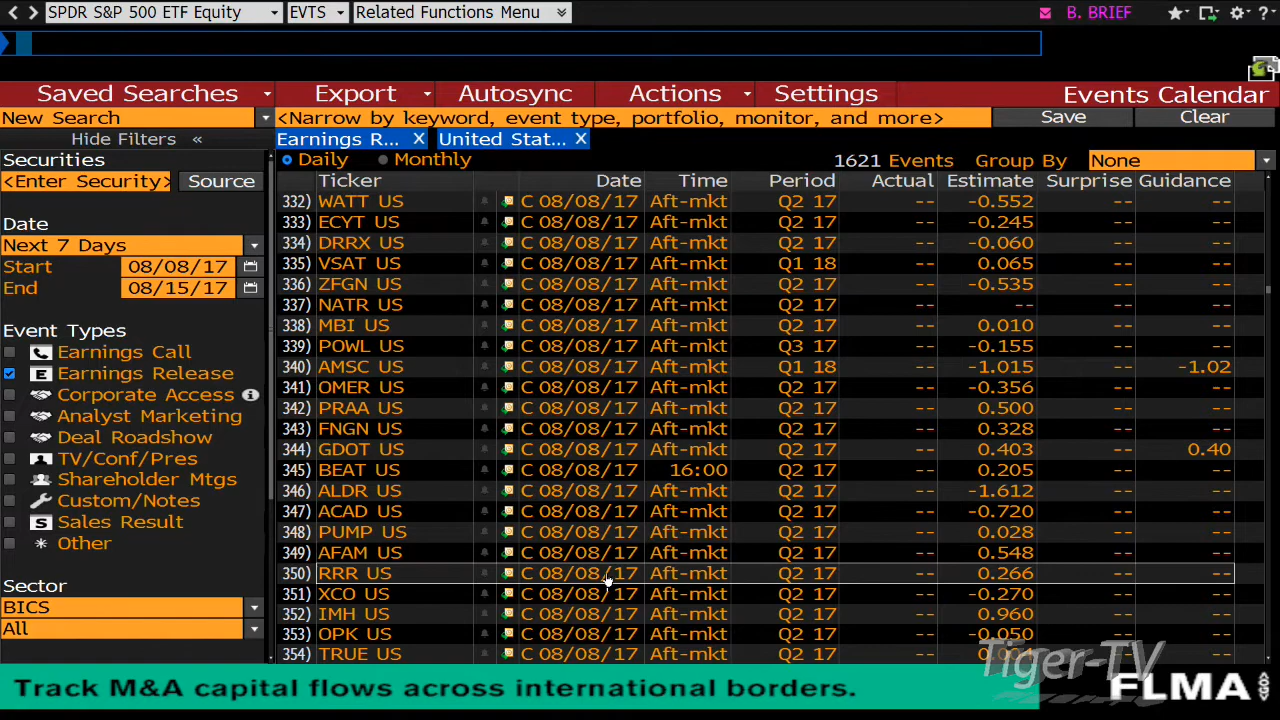 SPDR S&P 500 ETF Equity EVTS Related Functions Menu B. BRIEF ?
Saved Searches Export Autosync Actions Settings Events Calendar
New Search <Narrow by keyword, event type, portfolio, monitor, and more> Save Clear
Hide Filters « Earnings R... X United Stat... X
Securities Daily Monthly 1621 Events Group By None
<Enter Security> Source Ticker Date Time Period Actual Estimate Surprise Guidance
332) WATT US C 08/08/17 Aft-mkt Q2 17 -- -0.552 -- --
Date 333) ECYT US C 08/08/17 Aft-mkt Q2 17 -- -0.245 -- --
Next 7 Days 334) DRRX US C 08/08/17 Aft-mkt Q2 17 -- -0.060 -- --
Start 08/08/17 335) VSAT US C 08/08/17 Aft-mkt Q1 18 -- 0.065 -- --
End 08/15/17 336) ZFGN US C 08/08/17 Aft-mkt Q2 17 -- -0.535 -- --
337) NATR US C 08/08/17 Aft-mkt Q2 17 -- -- -- --
Event Types 338) MBI US C 08/08/17 Aft-mkt Q2 17 -- 0.010 -- --
Earnings Call 339) POWL US C 08/08/17 Aft-mkt Q3 17 -- -0.155 -- --
E Earnings Release 340) AMSC US C 08/08/17 Aft-mkt Q1 18 -- -1.015 -- -1.02
Corporate Access 341) OMER US C 08/08/17 Aft-mkt Q2 17 -- -0.356 -- --
Analyst Marketing 342) PRAA US C 08/08/17 Aft-mkt Q2 17 -- 0.500 -- --
Deal Roadshow 343) FNGN US C 08/08/17 Aft-mkt Q2 17 -- 0.328 -- --
TV/Conf/Pres 344) GDOT US C 08/08/17 Aft-mkt Q2 17 -- 0.403 -- 0.40
Shareholder Mtgs 345) BEAT US C 08/08/17 16:00 Q2 17 -- 0.205 -- --
Custom/Notes 346) ALDR US C 08/08/17 Aft-mkt Q2 17 -- -1.612 -- --
S Sales Result 347) ACAD US C 08/08/17 Aft-mkt Q2 17 -- -0.720 -- --
Other 348) PUMP US C 08/08/17 Aft-mkt Q2 17 -- 0.028 -- --
349) AFAM US C 08/08/17 Aft-mkt Q2 17 -- 0.548 -- --
Sector 350) RRR US C 08/08/17 Aft-mkt Q2 17 -- 0.266 -- --
BICS 351) XCO US C 08/08/17 Aft-mkt Q2 17 -- -0.270 -- --
All 352) IMH US C 08/08/17 Aft-mkt Q2 17 -- 0.960 -- --
353) OPK US C 08/08/17 Aft-mkt Q2 17 --
354) TRUE US C 08/08/17 Aft-mkt Q2 17 --
Tiger-TV
Track M&A capital flows across international borders. FLMA <GO>